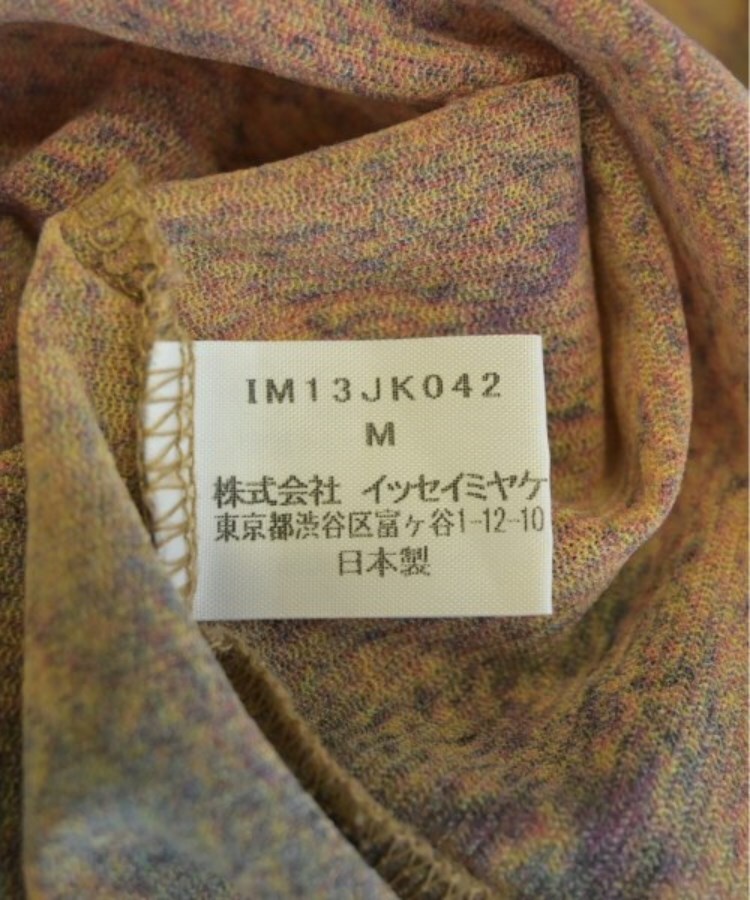 IM13JK042
M
株式会社 イッセイミヤケ
東京都渋谷区富ヶ谷1-12-10
日本製